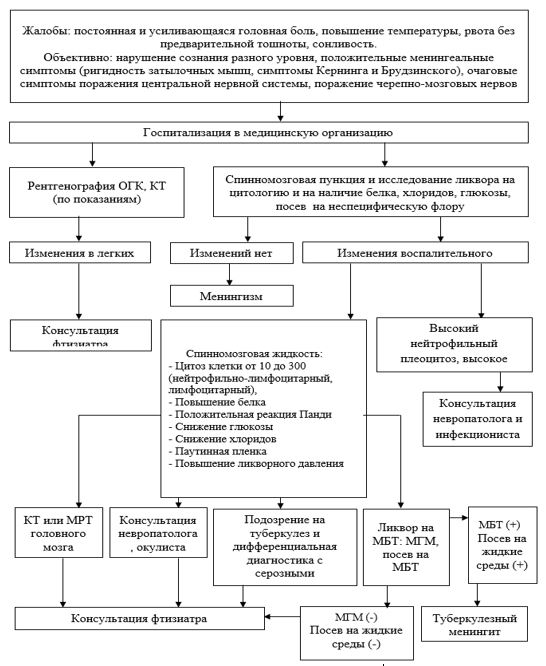 Жалобы: постоянная и усиливающаяся головная боль, повышение температуры, рвота без
предварительной тошноты, сонливость.
Объективно: нарушение сознания разного уровня, положительные менингеальные
симптомы (ригидность затылочных мышц, симптомы Кернинга и Брудзинского), очаговые
симптомы поражения центральной нервной системы, поражение черепно-мозговых нервов
Госпитализация в медицинскую организацию
Рентгенография ОГК, КТ
(по показаниям)
Спинномозговая пункция и исследование ликвора на
цитологию и на наличие белка, хлоридов, глюкозы,
посев на неспецифическую флору
Изменения в легких
Изменений нет
Изменения воспалительного
Менингизм
Консультация
фтизиатра
Спинномозговая жидкость:
- Цитоз клетки от 10 до 300
(нейтрофильно-лимфоцитарный,
лимфоцитарный),
- Повышение белка
- Положительная реакция Панди
- Снижение глюкозы
- Снижение хлоридов
- Паутинная пленка
- Повышение ликворного давления
Высокий
нейтрофильный
плеоцитоз, высокое
Консультация
невропатолога и
инфекциониста
КТ или МРТ
головного
мозга
Консультация
невропатолога
, окулиста
Подозрение на
туберкулез и
дифференциальная
диагностика с
серозными
Ликвор на
МБТ: МГМ,
посев на
МБТ
МБТ (+)
Посев на
жидкие
среды (+)
Консультация фтизиатра
МГМ (-)
Посев на жидкие
среды (-)
Туберкулезный
менингит